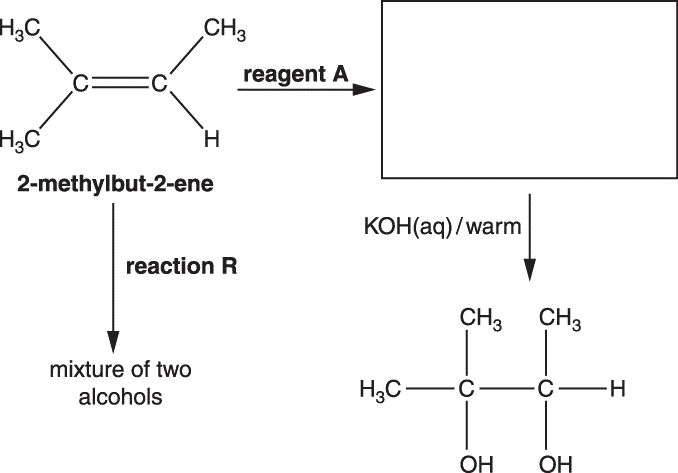 H₃C CH₃
C C
reagent A
H₃C H
2-methylbut-2-ene
KOH(aq)/warm
reaction R
mixture of two
alcohols
CH₃ CH₃
H₃C C C H
OH OH